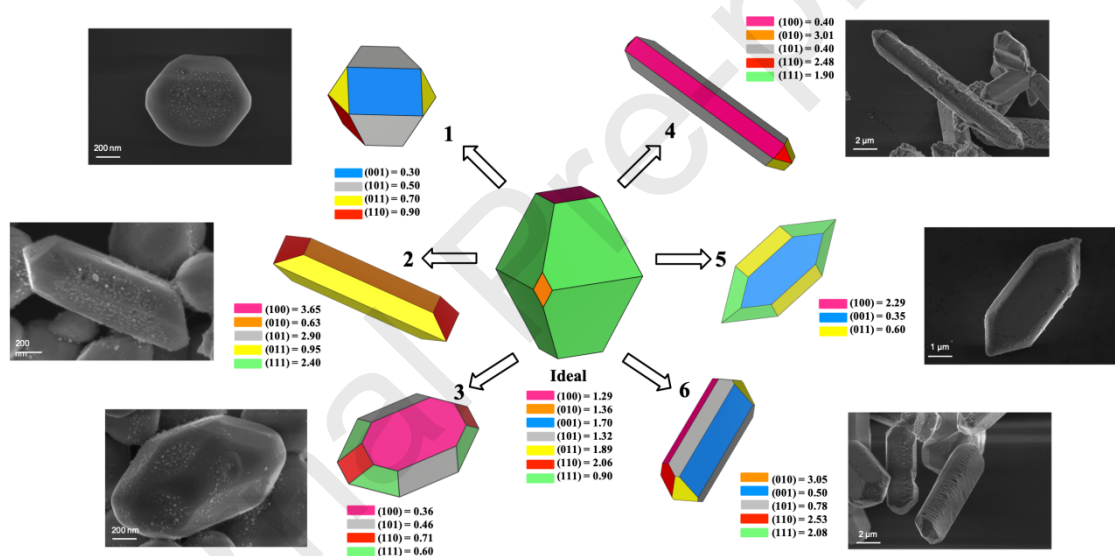 (100) = 0.40
(010) = 3.01
(101) = 0.40
(110) = 2.48
(111) = 1.90
4
2 µm
200 nm
1
(001) = 0.30
(101) = 0.50
(011) = 0.70
(110) = 0.90
2
200
nm
(100) = 3.65
(010) = 0.63
(101) = 2.90
(011) = 0.95
(111) = 2.40
5
(100) = 2.29
(001) = 0.35
(011) = 0.60
1 µm
Ideal
(100) = 1.29
(010) = 1.36
(001) = 1.70
(101) = 1.32
(011) = 1.89
(110) = 2.06
(111) = 0.90
3
200 nm
(100) = 0.36
(101) = 0.46
(110) = 0.71
(111) = 0.60
6
(010) = 3.05
(001) = 0.50
(101) = 0.78
(110) = 2.53
(111) = 2.08
2 µm